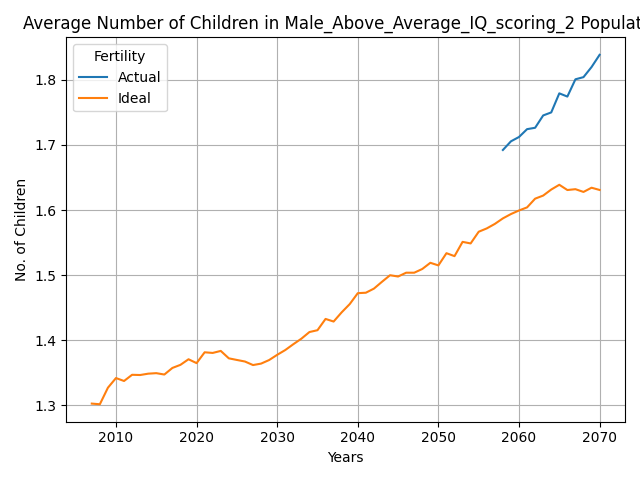 Average Number of Children in Male_Above_Average_IQ_scoring_2 Populat
Fertility
Actual
Ideal
No. of Children
1.8
1.7
1.6
1.5
1.4
1.3
2010 2020 2030 2040 2050 2060 2070
Years